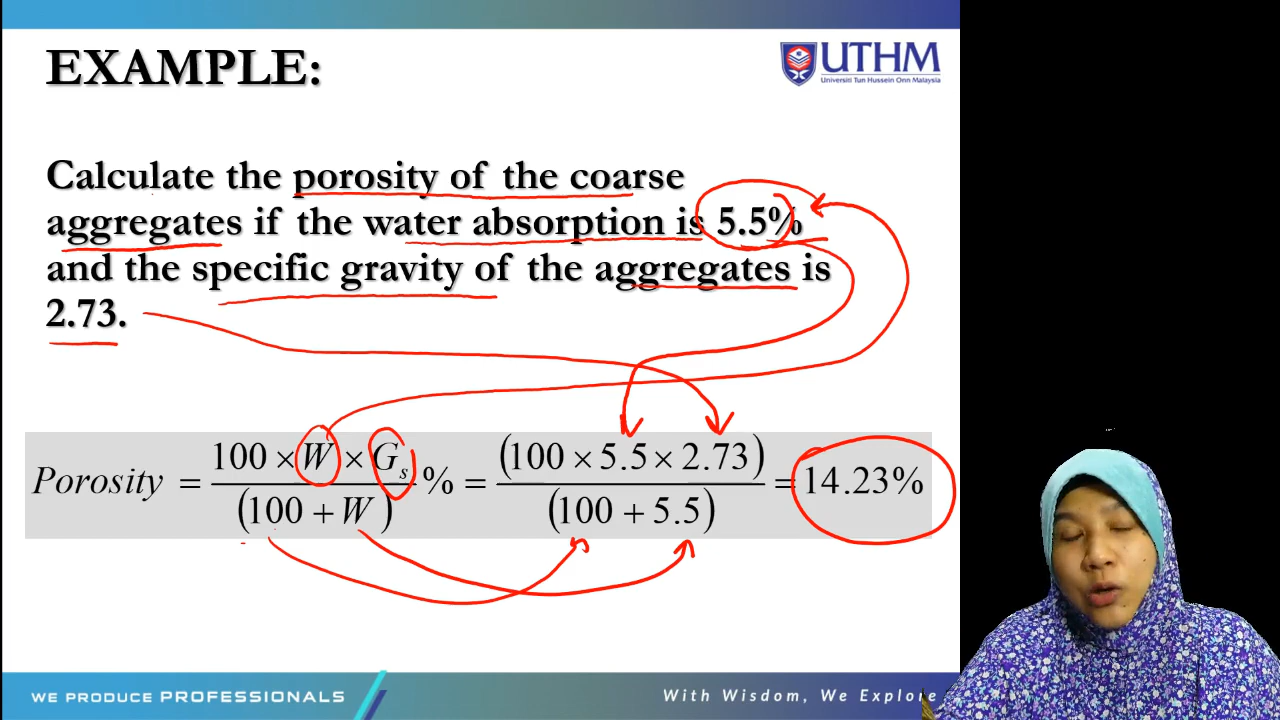 EXAMPLE:
UTHM
Universiti Tun Hussein Onn Malaysia
Calculate the porosity of the coarse
aggregates if the water absorption is 5.5%
and the specific gravity of the aggregates is
2.73.
Porosity = (100 × W × Gₛ)/(100 + W) % = (100 × 5.5 × 2.73)/(100 + 5.5) = 14.23%
WE PRODUCE PROFESSIONALS
With Wisdom, We Explore